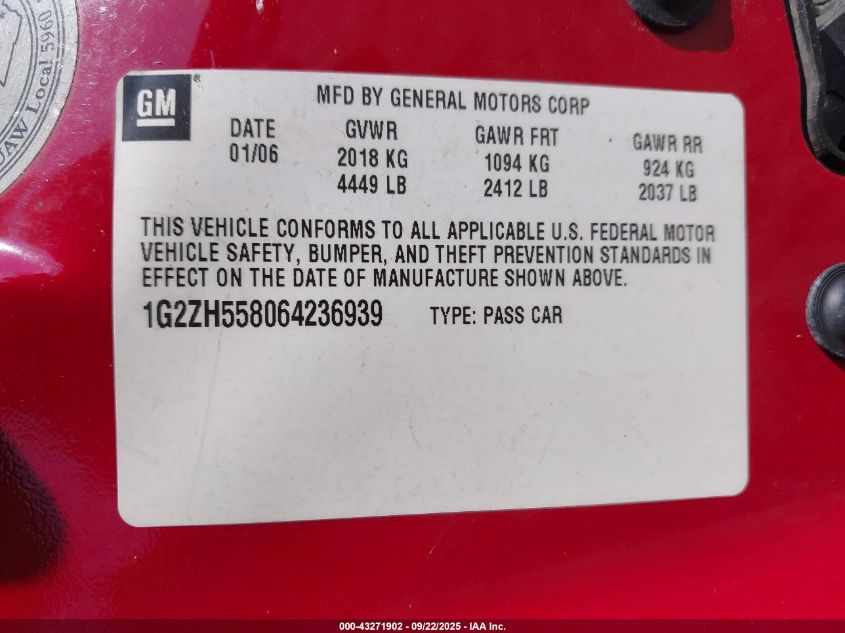 UAW Local 5960
GM®
MFD BY GENERAL MOTORS CORP
DATE GVWR GAWR FRT GAWR RR
01/06 2018 KG 1094 KG 924 KG
4449 LB 2412 LB 2037 LB
THIS VEHICLE CONFORMS TO ALL APPLICABLE U.S. FEDERAL MOTOR
VEHICLE SAFETY, BUMPER, AND THEFT PREVENTION STANDARDS IN
EFFECT ON THE DATE OF MANUFACTURE SHOWN ABOVE.
1G2ZH558064236939 TYPE: PASS CAR
000-43271902 - 09/22/2025 - IAA Inc.